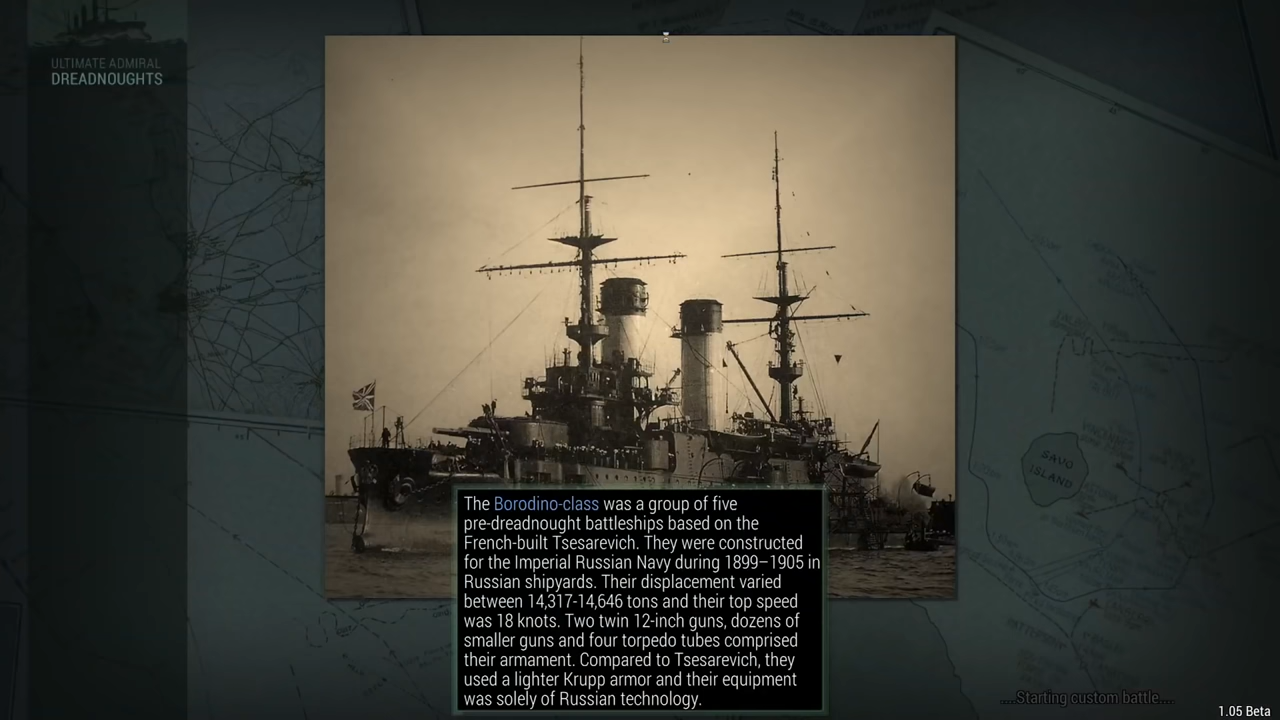 ULTIMATE ADMIRAL
DREADNOUGHTS
SAVO
ISLAND
The Borodino-class was a group of five
pre-dreadnought battleships based on the
French-built Tsesarevich. They were constructed
for the Imperial Russian Navy during 1899–1905 in
Russian shipyards. Their displacement varied
between 14,317-14,646 tons and their top speed
was 18 knots. Two twin 12-inch guns, dozens of
smaller guns and four torpedo tubes comprised
their armament. Compared to Tsesarevich, they
used a lighter Krupp armor and their equipment
was solely of Russian technology.
....Starting custom battle....
1.05 Beta